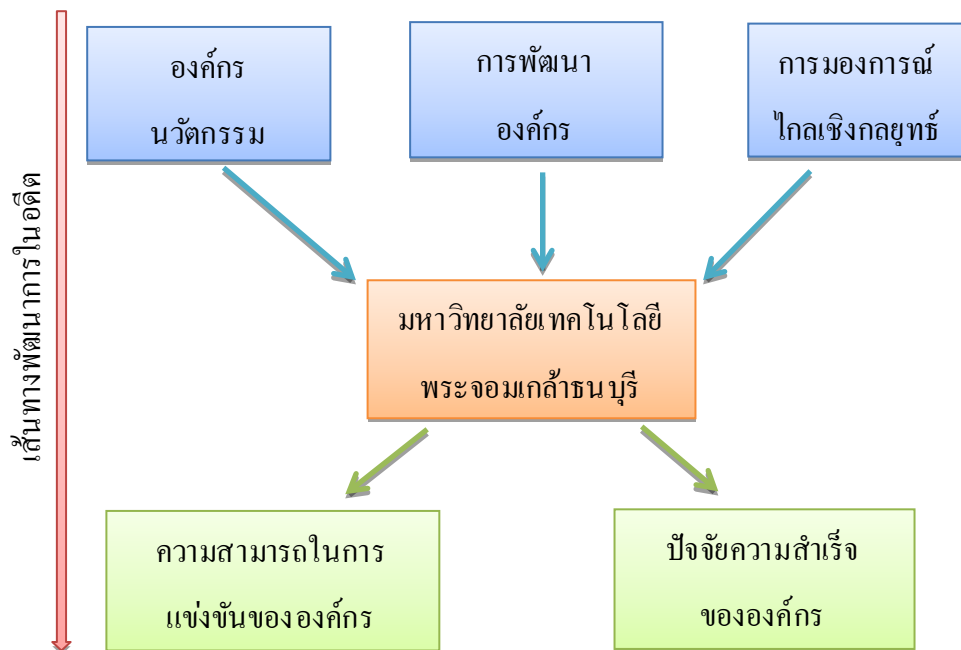 องค์กร
นวัตกรรม
การพัฒนา
องค์กร
การมองการณ์
ไกลเชิงกลยุทธ์
เส้นทางพัฒนาการในอดีต
มหาวิทยาลัยเทคโนโลยี
พระจอมเกล้าธนบุรี
ความสามารถในการ
แข่งขันขององค์กร
ปัจจัยความสำเร็จ
ขององค์กร